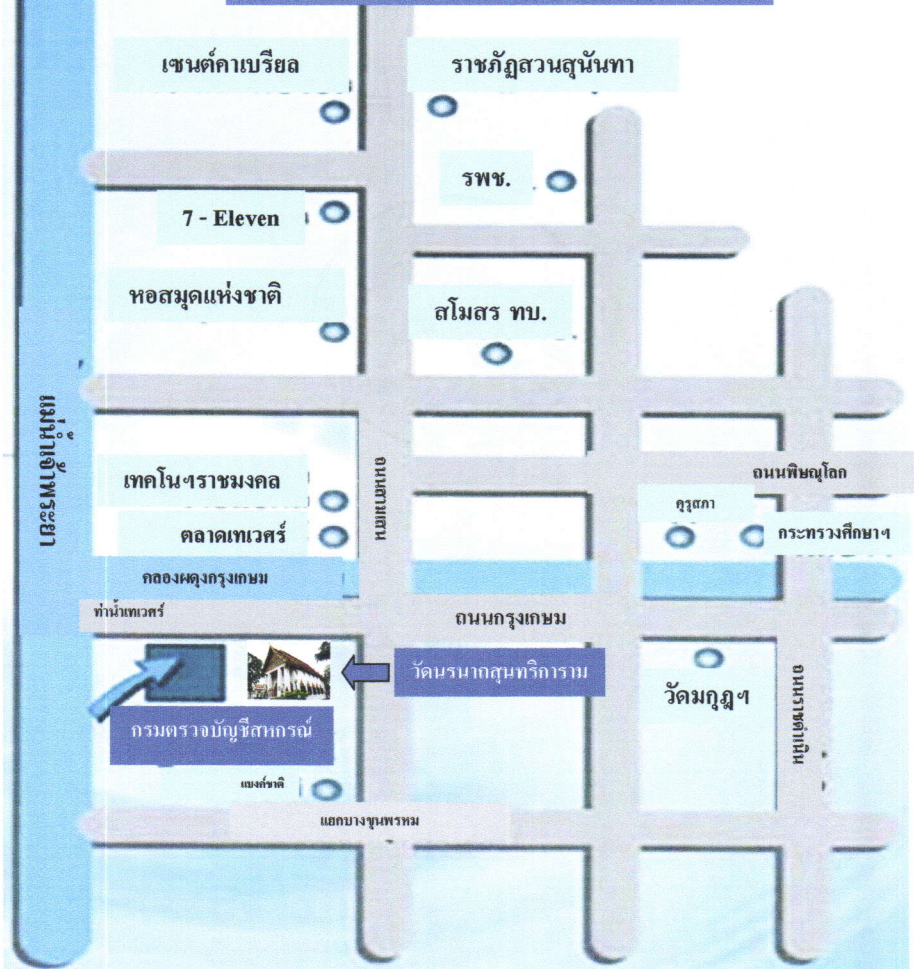 เซนต์คาเบรียล
ราชภัฏสวนสุนันทา
รพช.
7 - Eleven
หอสมุดแห่งชาติ
สโมสร ทบ.
แม่น้ำเจ้าพระยา
ถนนสามเสน
ถนนพิษณุโลก
เทคโนฯราชมงคล
คุรุสภา
ตลาดเทเวศร์
กระทรวงศึกษาฯ
คลองผดุงกรุงเกษม
ท่าน้ำเทเวศร์
ถนนกรุงเกษม
วัดนรนากสุนทริการาม
วัดมกุฎฯ
ถนนราชดำเนิน
กรมตรวจบัญชีสหกรณ์
แบงก์ชาติ
แยกบางขุนพรหม